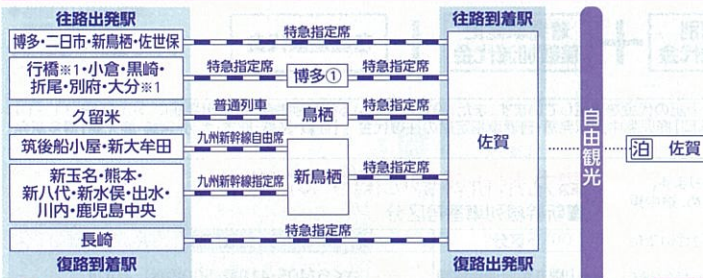 往路出発駅
往路到着駅
博多・二日市・新鳥栖・佐世保
特急指定席
行橋※1・小倉・黒崎・
折尾・別府・大分※1
特急指定席
博多①
特急指定席
久留米
普通列車
鳥栖
特急指定席
筑後船小屋・新大牟田
九州新幹線自由席
新玉名・熊本・
新八代・新水俣・出水・
川内・鹿児島中央
九州新幹線指定席
新鳥栖
特急指定席
長崎
特急指定席
佐賀
自由観光
泊 佐賀
復路到着駅
復路出発駅